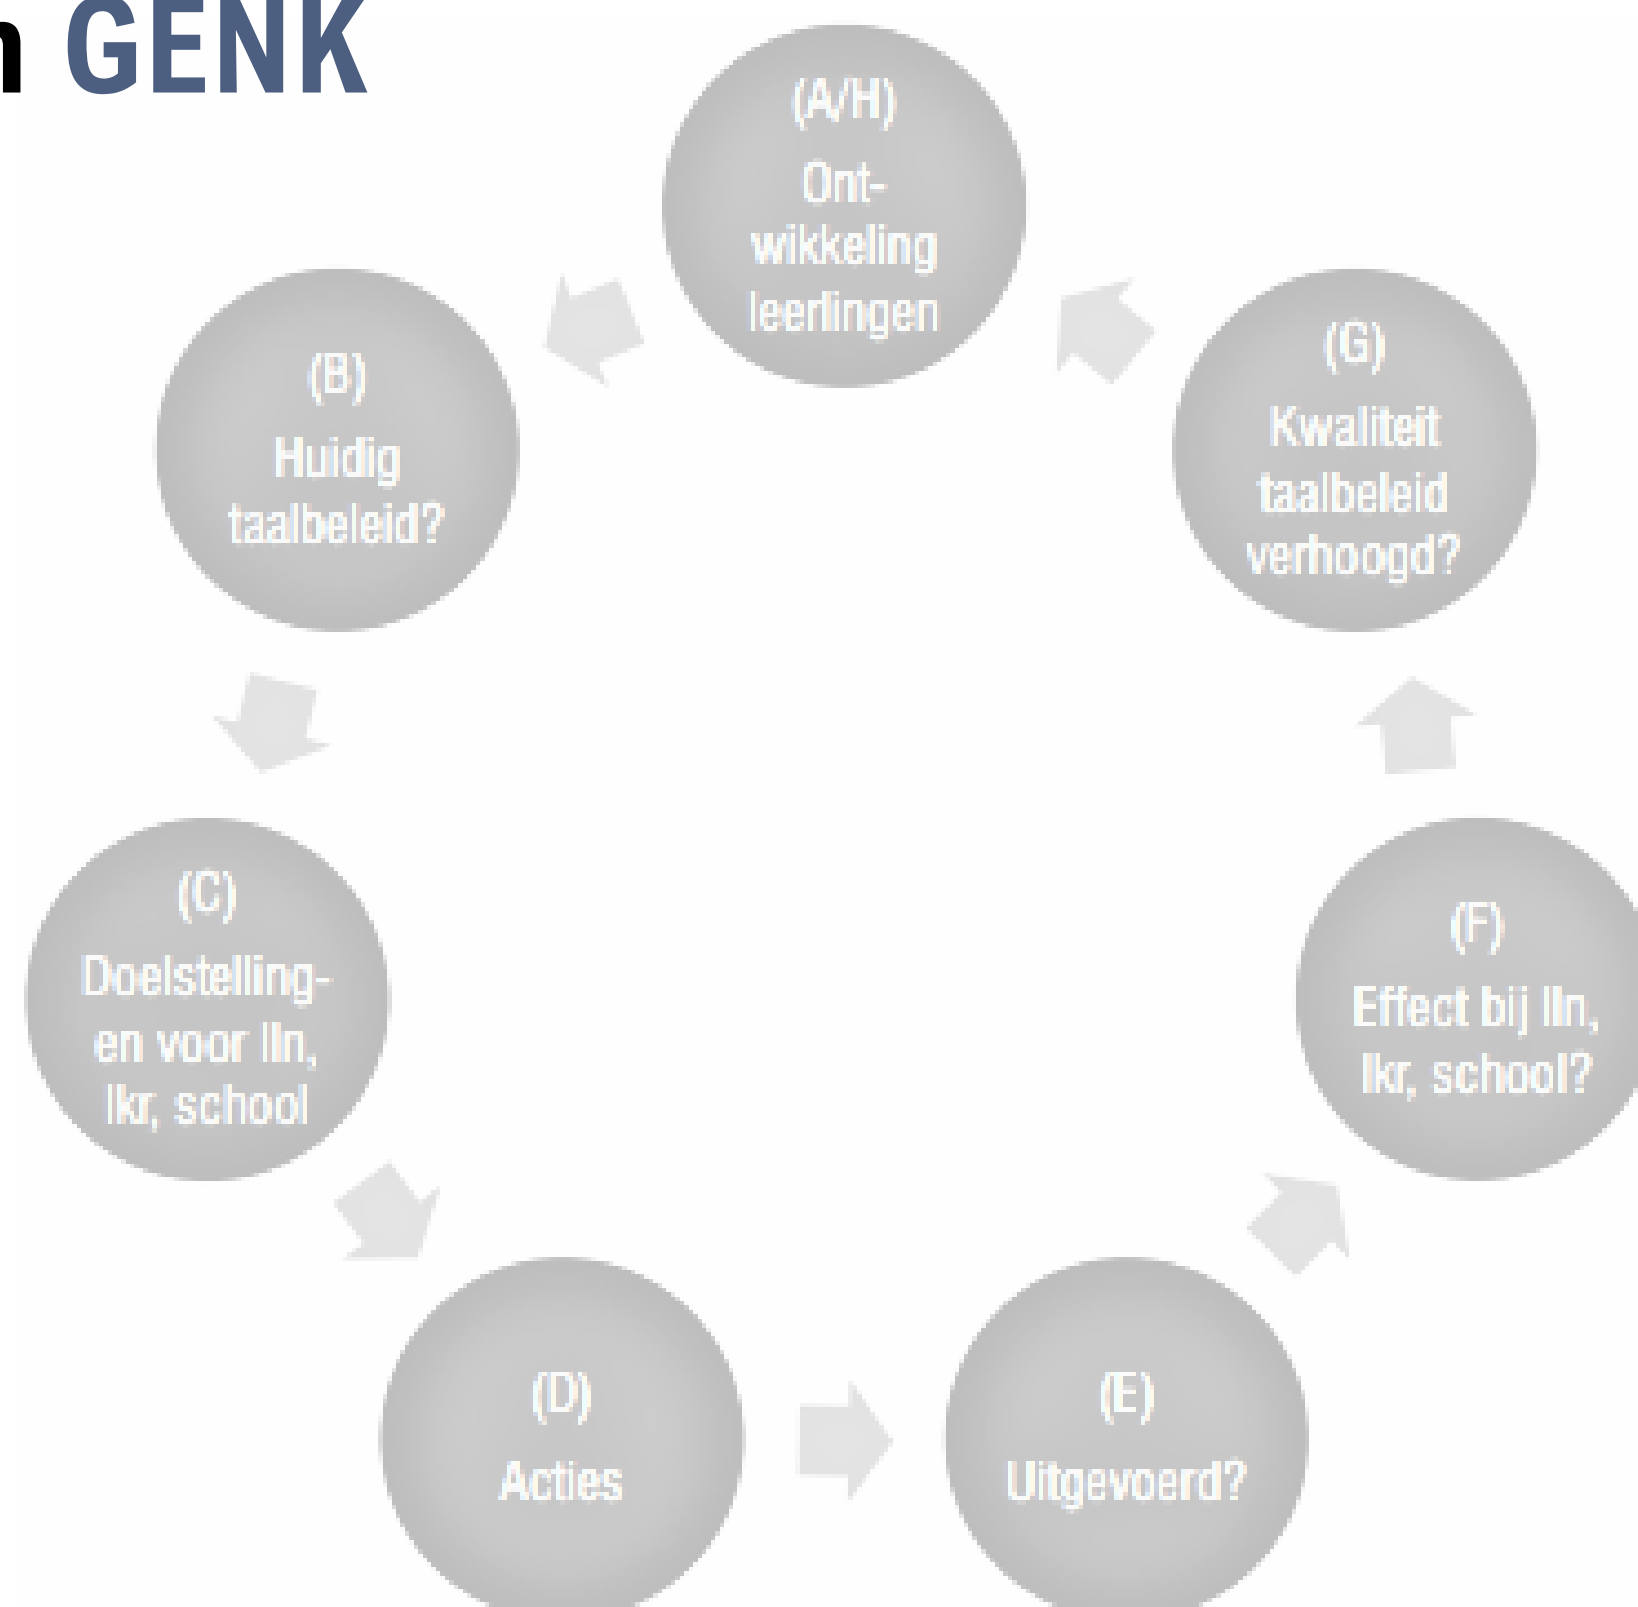 n GENK
(A/H)
Ont-
wikkeling
leerlingen
(B)
Huidig
taalbeleid?
(C)
Doelstelling-
en voor lln,
lkr, school
(D)
Acties
(E)
Uitgevoerd?
(F)
Effect bij lln,
lkr, school?
(G)
Kwaliteit
taalbeleid
verhoogd?